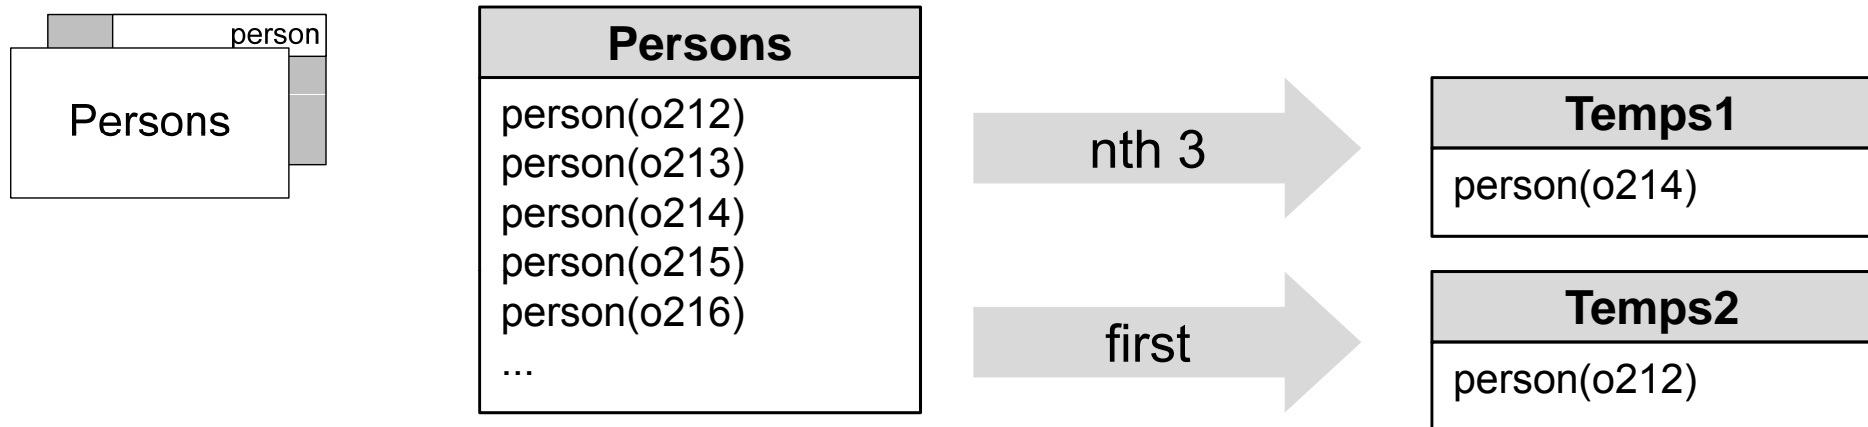 person
Persons
Persons
person(o212)
person(o213)
person(o214)
person(o215)
person(o216)
...
nth 3
first
Temps1
person(o214)
Temps2
person(o212)